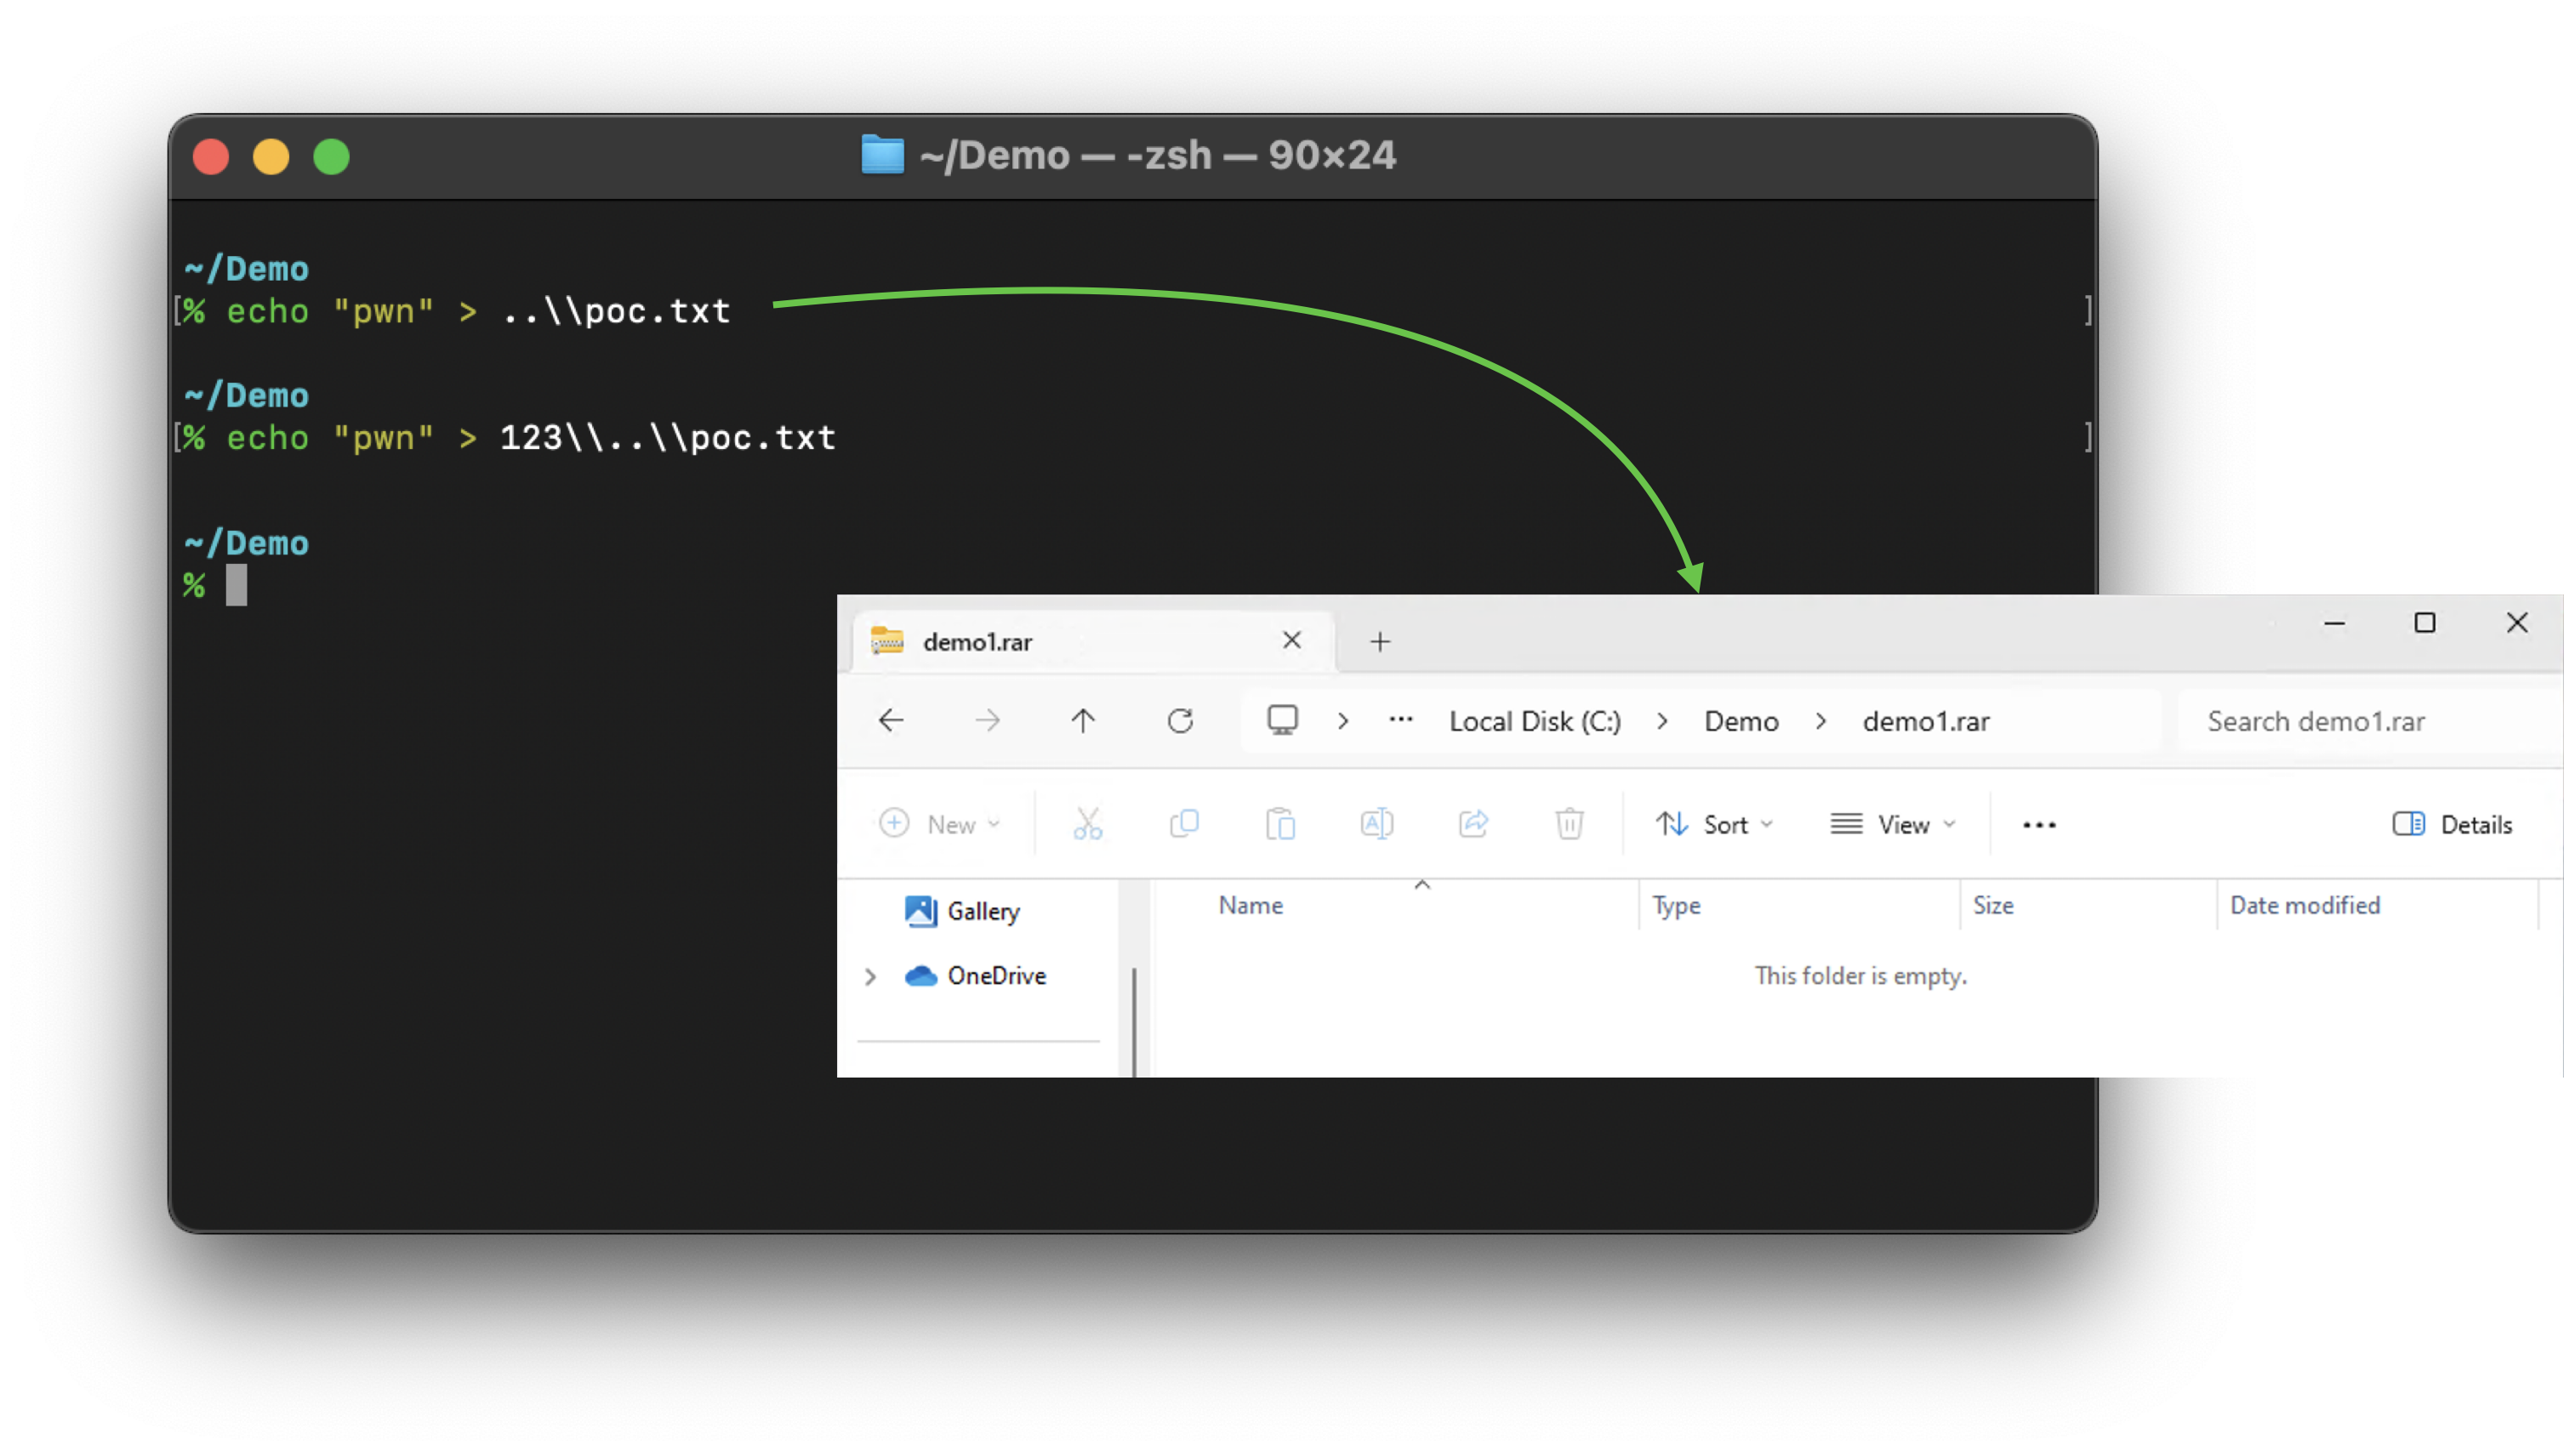 ~/Demo — -zsh — 90×24
~/Demo
[% echo "pwn" > ..\\poc.txt ]
~/Demo
[% echo "pwn" > 123\\..\\poc.txt ]
~/Demo
%
demo1.rar
Local Disk (C:) > Demo > demo1.rar
Search demo1.rar
New
Sort
View
Details
Gallery
OneDrive
Name
Type
Size
Date modified
This folder is empty.